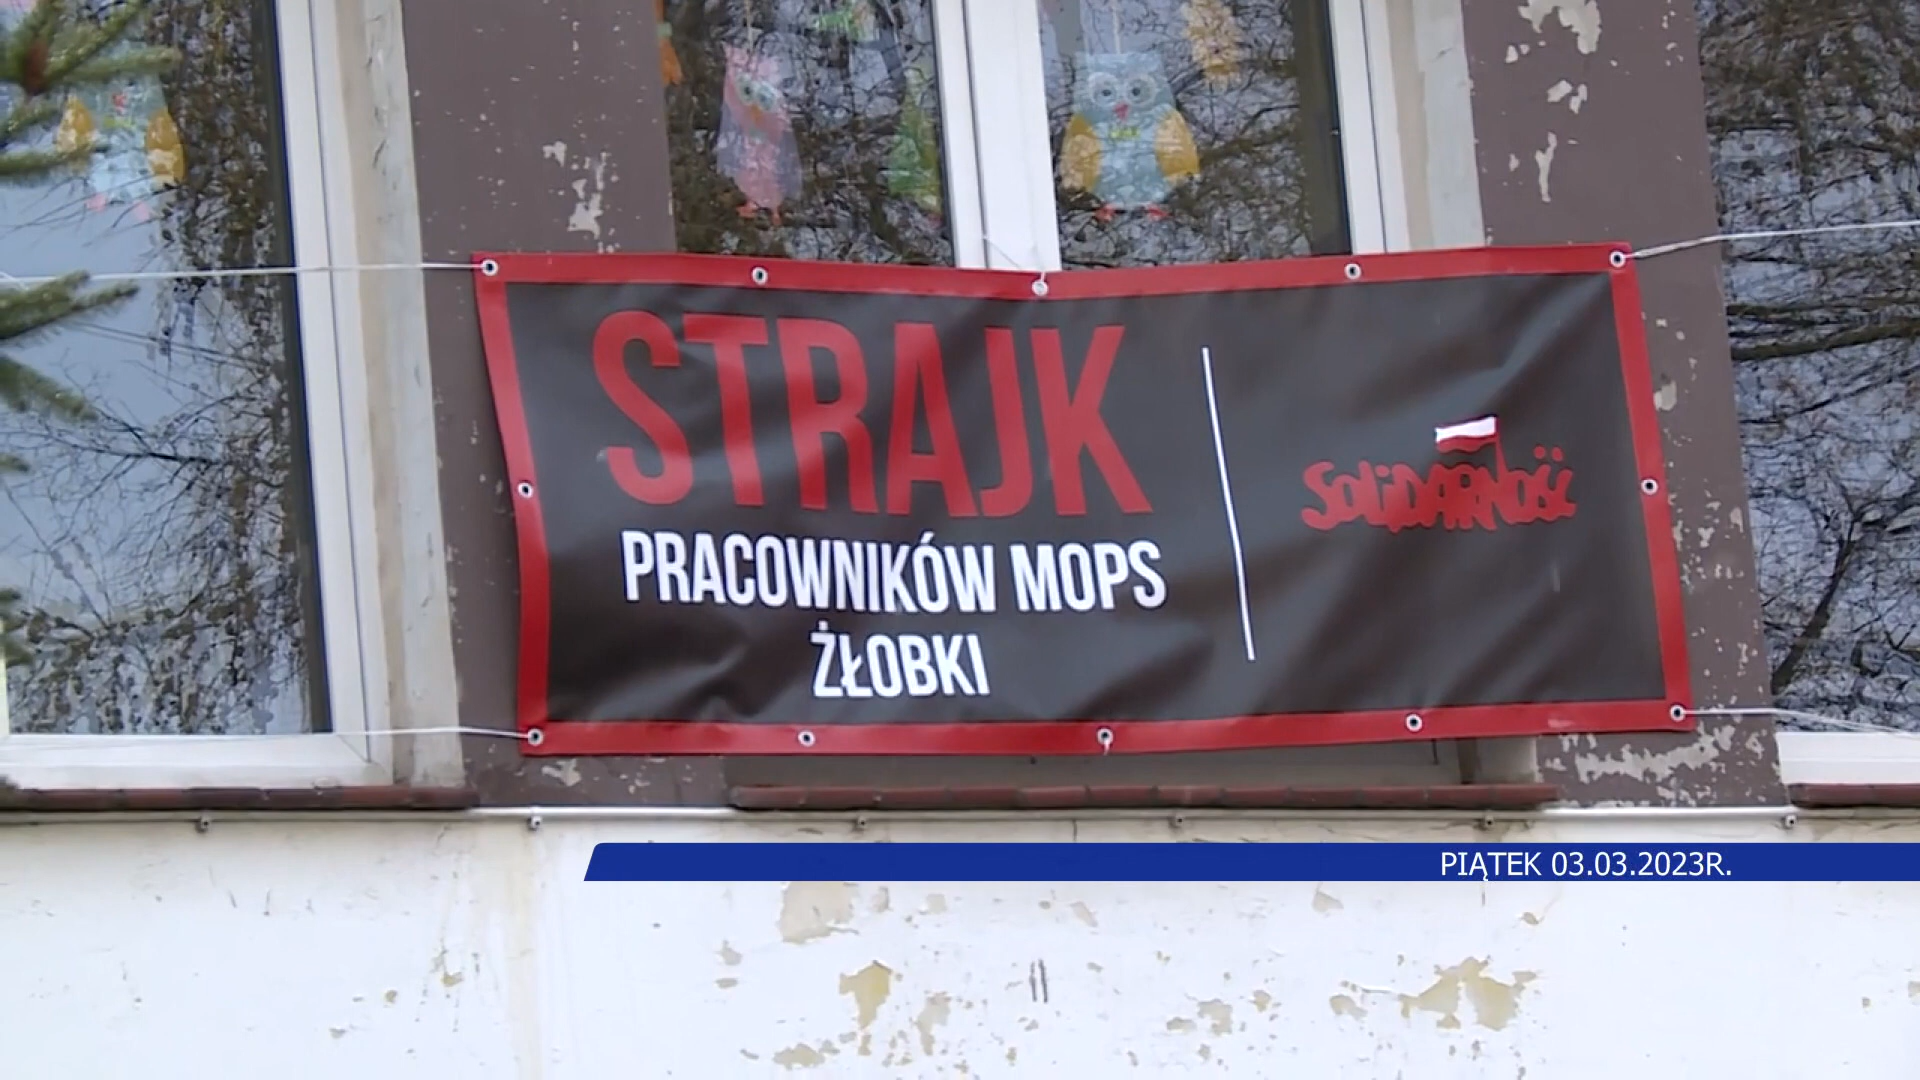 STRAJK
PRACOWNIKÓW MOPS
ŻŁOBKI
SOLIDARNOŚĆ
PIĄTEK 03.03.2023R.